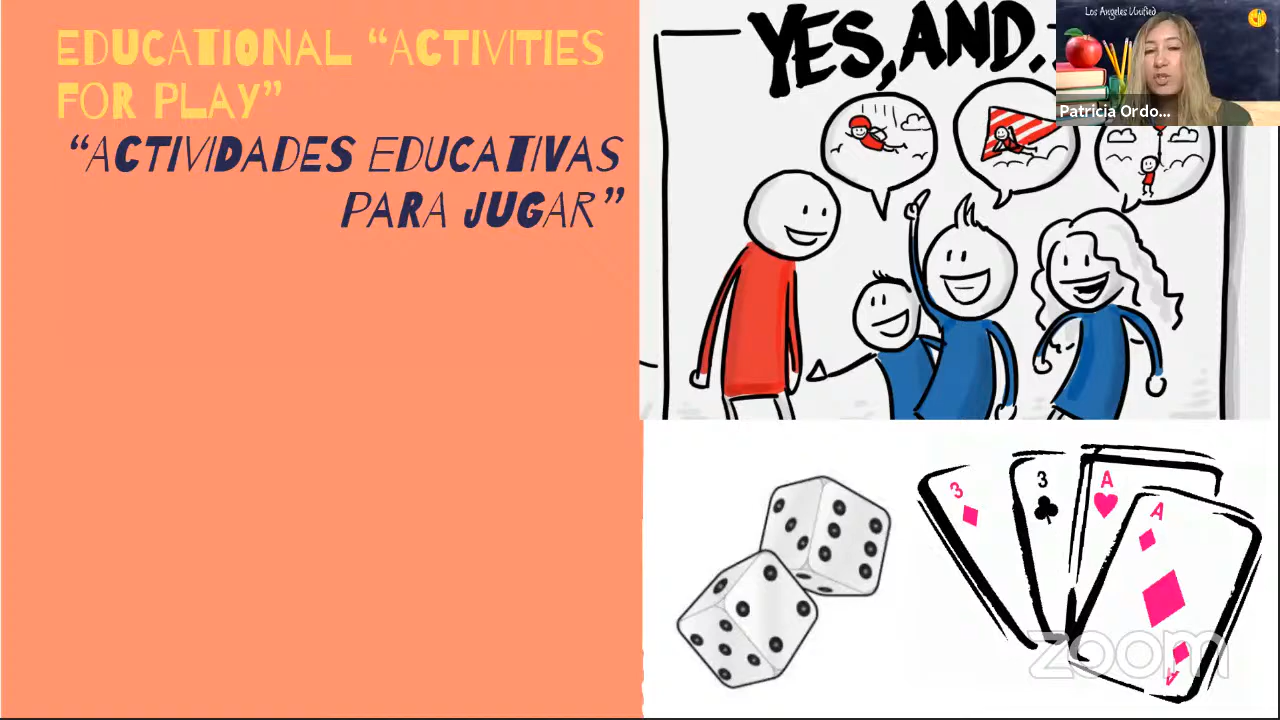 EDUCATIONAL “ACTIVITIES
FOR PLAY”
“ACTIVIDADES EDUCATIVAS
PARA JUGAR”
YES, AND.
Los Angeles Unified
Patricia Ordo...
3
3
A
A
A
zoom